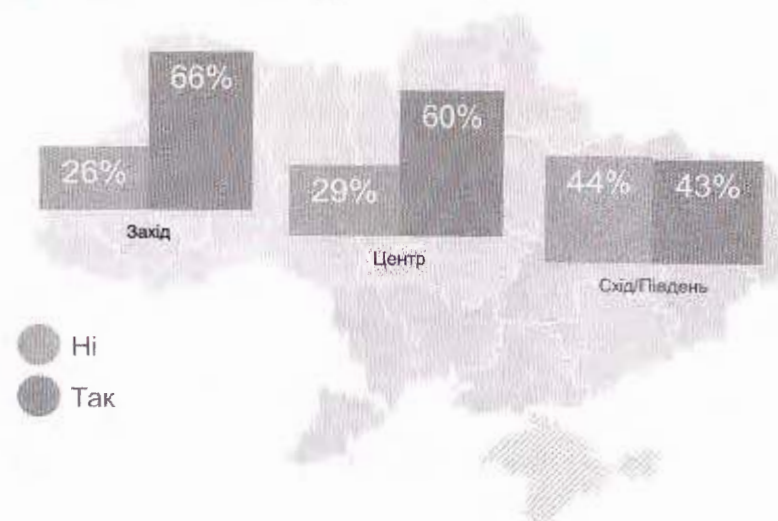 66%
26%
Захід
60%
29%
Центр
44% 43%
Схід/Південь
Ні
Так